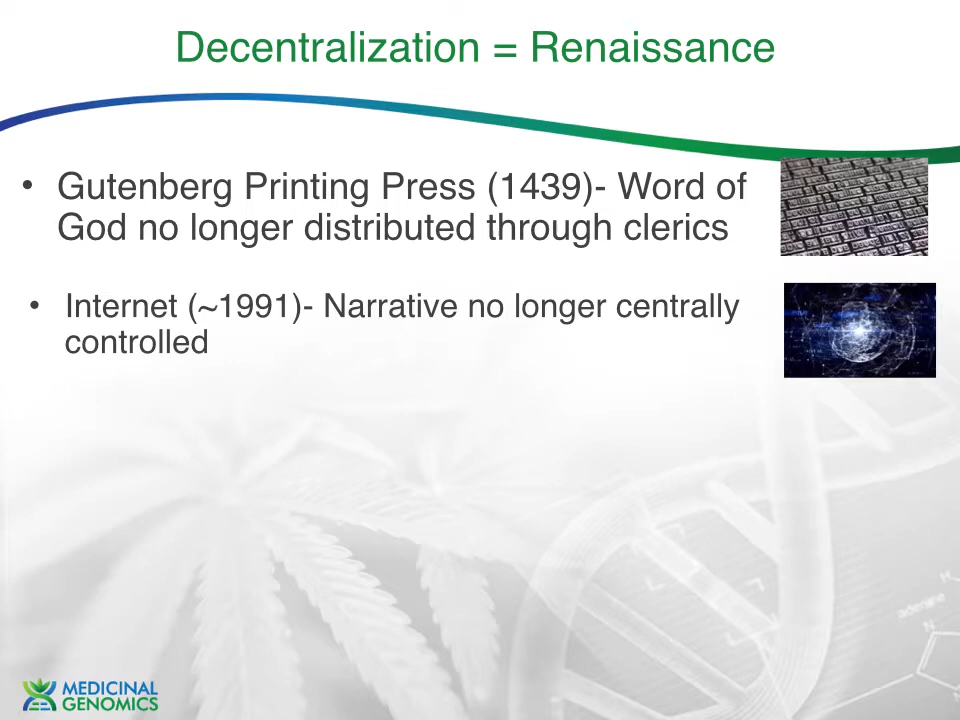 Decentralization = Renaissance
• Gutenberg Printing Press (1439)- Word of
God no longer distributed through clerics
• Internet (~1991)- Narrative no longer centrally
controlled
adenine
MEDICINAL
GENOMICS